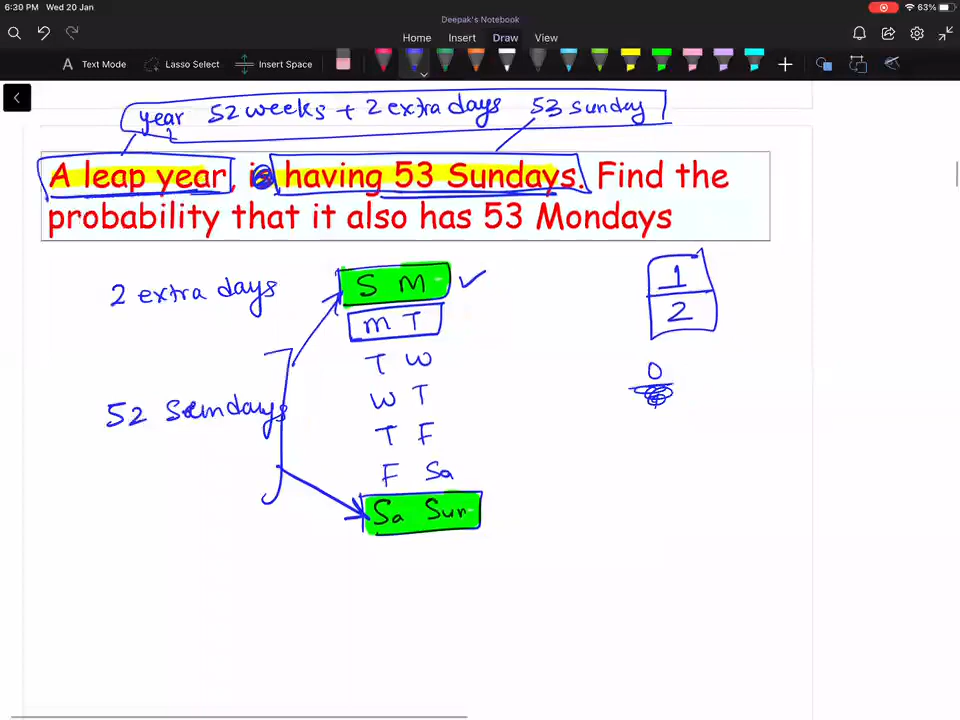 6:30 PM Wed 20 Jan
63%
Deepak's Notebook
Home Insert Draw View
A Text Mode Lasso Select Insert Space
year 52 weeks + 2 extra days 53 sunday
A leap year, is having 53 Sundays. Find the
probability that it also has 53 Mondays
2 extra days
S M
m T
T W
52 Sundays
W T
T F
F Sa
Sa Sun
1
2
0